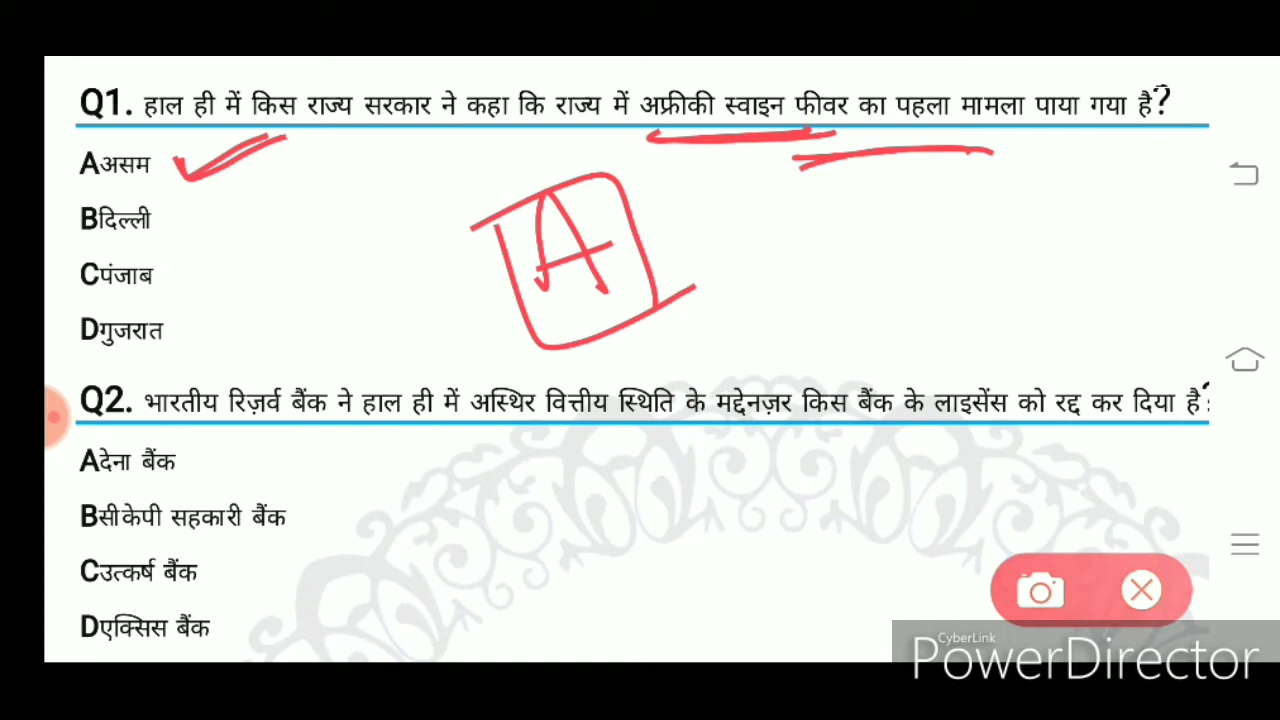 Q1. हाल ही में किस राज्य सरकार ने कहा कि राज्य में अफ्रीकी स्वाइन फीवर का पहला मामला पाया गया है?
Aअसम
A
Bदिल्ली
Cपंजाब
Dगुजरात
Q2. भारतीय रिज़र्व बैंक ने हाल ही में अस्थिर वित्तीय स्थिति के मद्देनज़र किस बैंक के लाइसेंस को रद्द कर दिया है?
Aदेना बैंक
Bसीकेपी सहकारी बैंक
Cउत्कर्ष बैंक
Dएक्सिस बैंक
CyberLink
PowerDirector